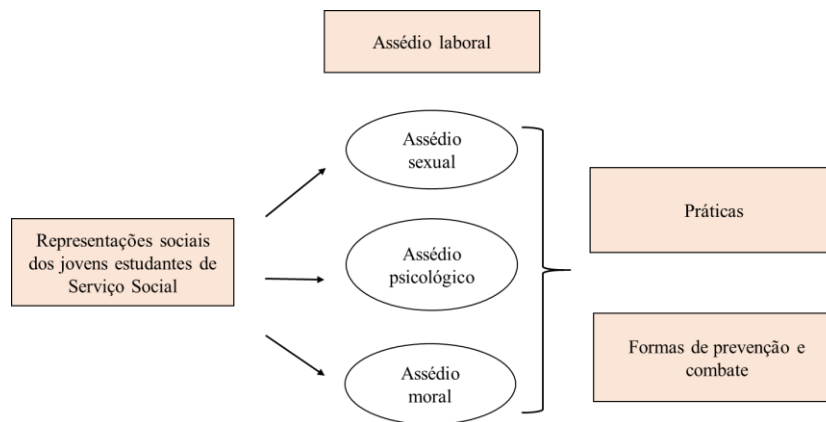 Assédio laboral
Assédio
sexual
Representações sociais
dos jovens estudantes de
Serviço Social
Assédio
psicológico
Assédio
moral
Práticas
Formas de prevenção e
combate